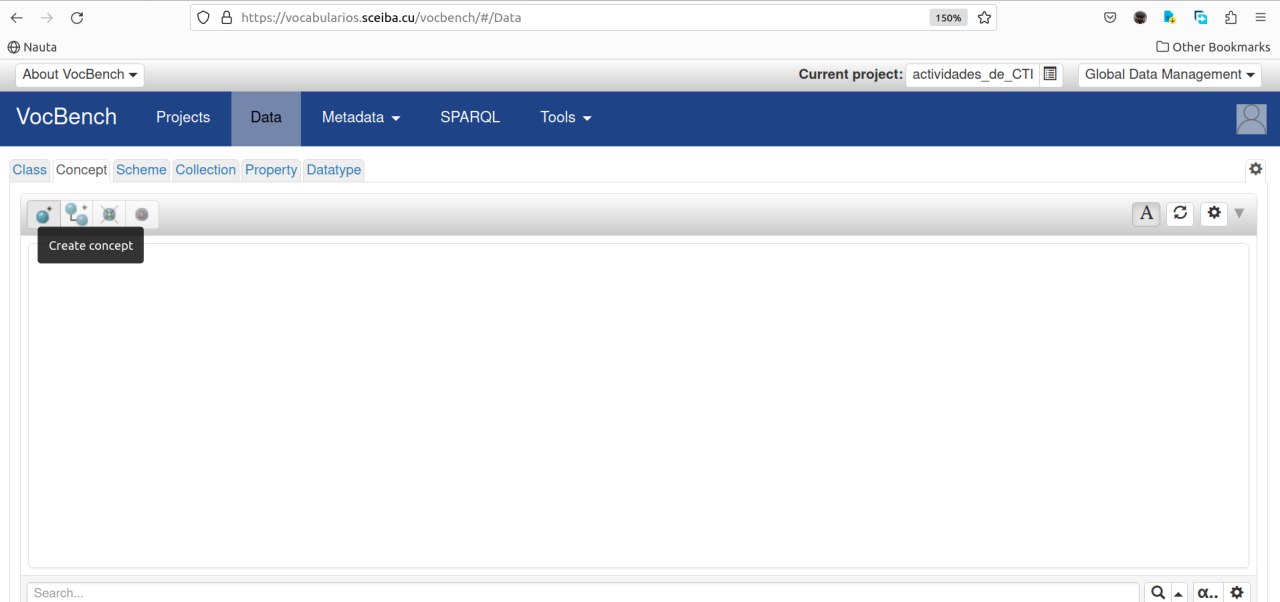 https://vocabularios.sceiba.cu/vocbench/#/Data 150%
Nauta Other Bookmarks
About VocBench Current project: actividades_de_CTI Global Data Management
VocBench Projects Data Metadata SPARQL Tools
Class Concept Scheme Collection Property Datatype
A
Create concept
Search... α..